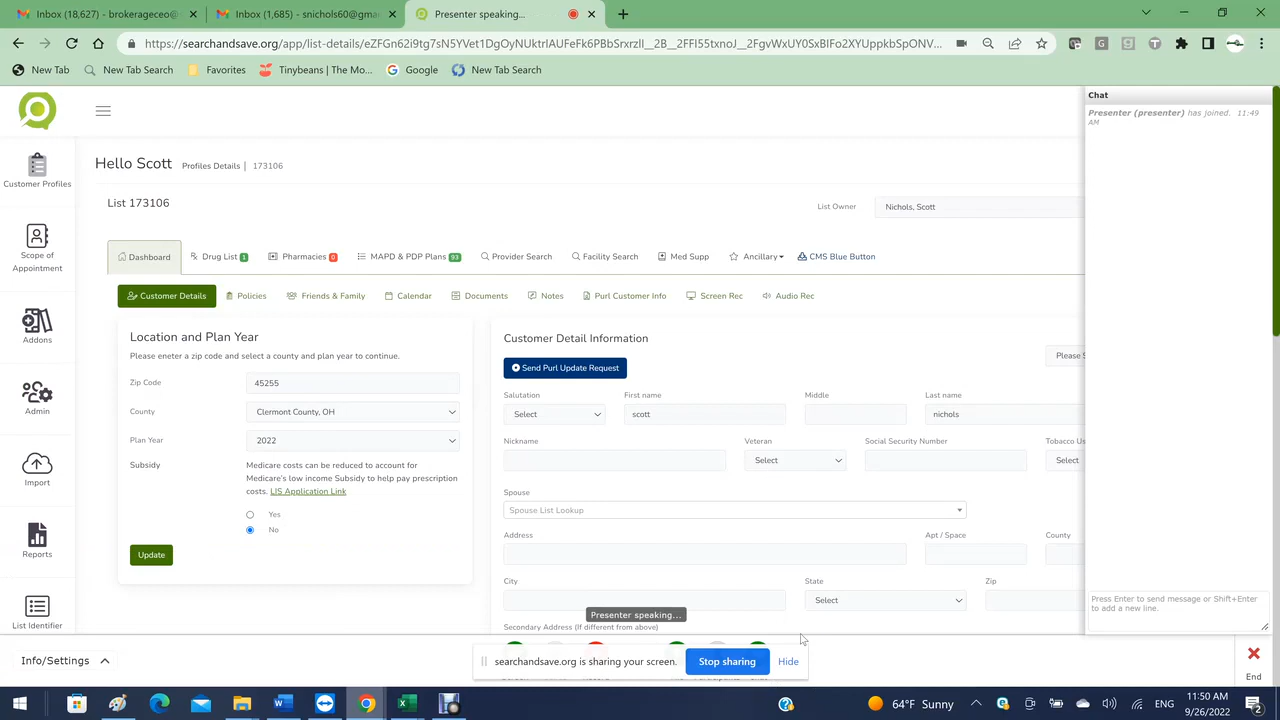 Inbox (18,627) - brokerageceo@
Inbox (1,685) - snichols60@gma
Presenter speaking...
https://searchandsave.org/app/list-details/eZFGn62i9tg7sN5YVet1DgOyNUktrlAUFeFk6PBbSrxrzll__2B__2FFI55txnoJ__2FgvWxUY0SxBIFo2XYUppkbSpONV...
New Tab
New Tab Search
Favorites
Tinybeans | The Mo...
Google
New Tab Search
Chat
Presenter (presenter) has joined. 11:49
AM
Customer Profiles
Scope of
Appointment
Addons
Admin
Import
Reports
List Identifier
Hello Scott Profiles Details | 173106
List 173106
List Owner Nichols, Scott
Dashboard
Drug List 1
Pharmacies 0
MAPD & PDP Plans 93
Provider Search
Facility Search
Med Supp
Ancillary
CMS Blue Button
Customer Details
Policies
Friends & Family
Calendar
Documents
Notes
Purl Customer Info
Screen Rec
Audio Rec
Location and Plan Year
Please eneter a zip code and select a county and plan year to continue.
Zip Code 45255
County Clermont County, OH
Plan Year 2022
Subsidy Medicare costs can be reduced to account for
Medicare's low income Subsidy to help pay prescription
costs. LIS Application Link
Yes
No
Update
Customer Detail Information
Send Purl Update Request
Please S
Salutation First name Middle Last name
Select scott nichols
Nickname Veteran Social Security Number Tobacco Us
Select Select
Spouse
Spouse List Lookup
Address Apt / Space County
City State Zip
Select
Presenter speaking...
Secondary Address (If different from above)
Press Enter to send message or Shift+Enter
to add a new line.
Info/Settings
searchandsave.org is sharing your screen. Stop sharing Hide
End
64°F Sunny
11:50 AM
9/26/2022
2